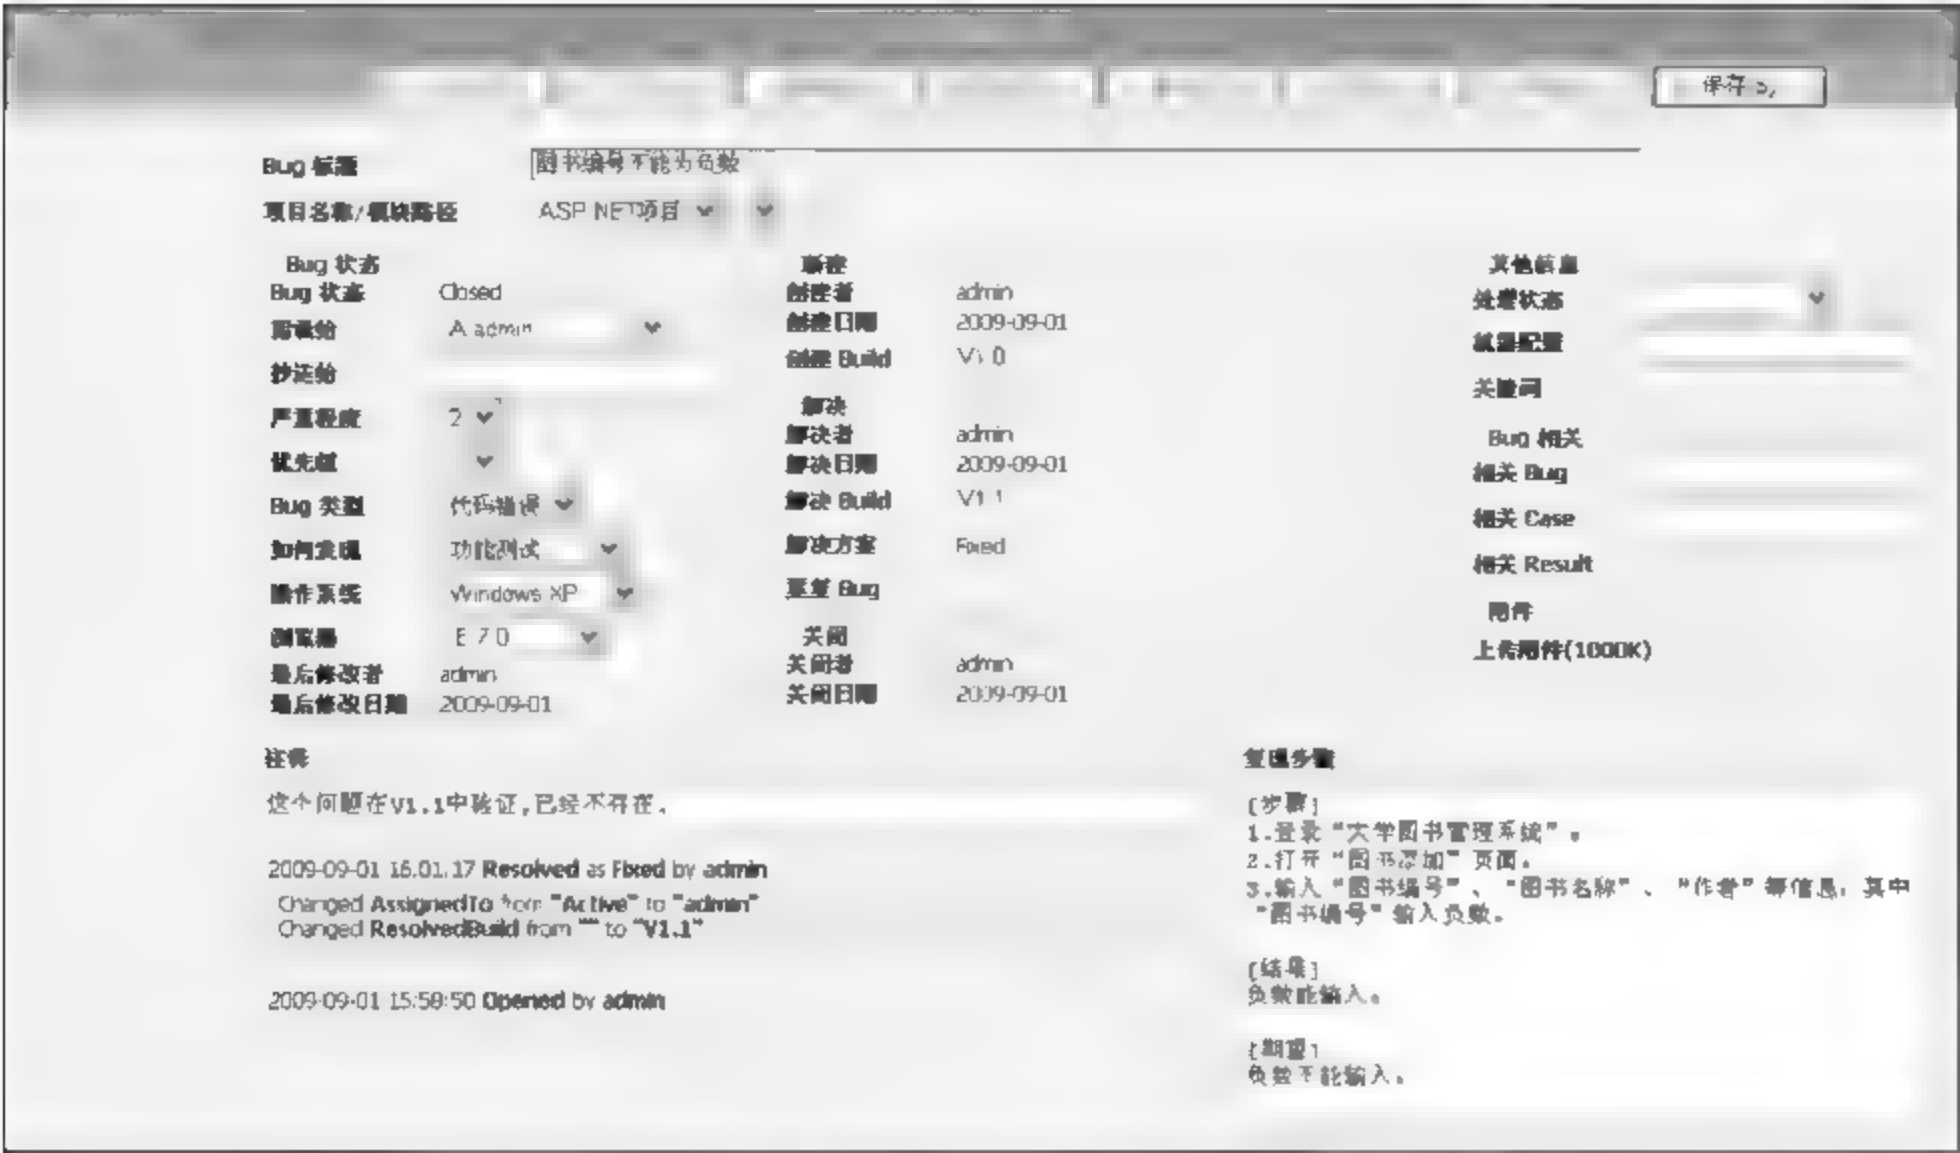 保存
Bug 标题 图书编号不能为负数
项目名称/模块路径 ASP NET项目
Bug 状态
Bug 状态 Closed
指派给 admin
抄送给
严重程度 2
优先级
Bug 类型 代码错误
如何发现 功能测试
操作系统 Windows XP
浏览器 7.0
最后修改者 admin
最后修改日期 2009-09-01
新建
创建者 admin
创建日期 2009-09-01
创建 Build
解决
解决者 admin
解决日期 2009-09-01
解决 Build
解决方案 Fixed
重复 Bug
关闭
关闭者 admin
关闭日期 2009-09-01
其他信息
处理状态
机器配置
关键词
Bug 相关
相关 Bug
相关 Case
相关 Result
附件
上传附件(1000K)
注释
这个问题在V1.1中验证,已经不存在。
2009-09-01 16:01:17 Resolved as Fixed by admin
Changed AssignedTo from "Active" to "admin"
Changed ResolvedBuild from "" to "V1.1"
2009-09-01 15:58:50 Opened by admin
复现步骤
[步骤]
1.登录“大学图书管理系统”。
2.打开“图书添加”页面。
3.输入“图书编号”、“图书名称”、“作者”等信息，其中
“图书编号”输入负数。
[结果]
负数能输入。
[期望]
负数不能输入。